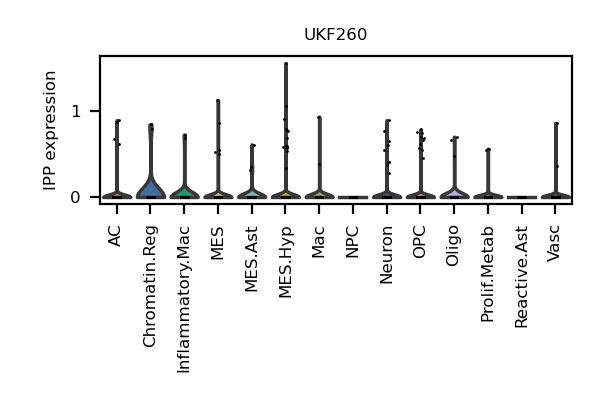 UKF260
IPP expression
1
0
AC
Chromatin.Reg
Inflammatory.Mac
MES
MES.Ast
MES.Hyp
Mac
NPC
Neuron
OPC
Oligo
Prolif.Metab
Reactive.Ast
Vasc